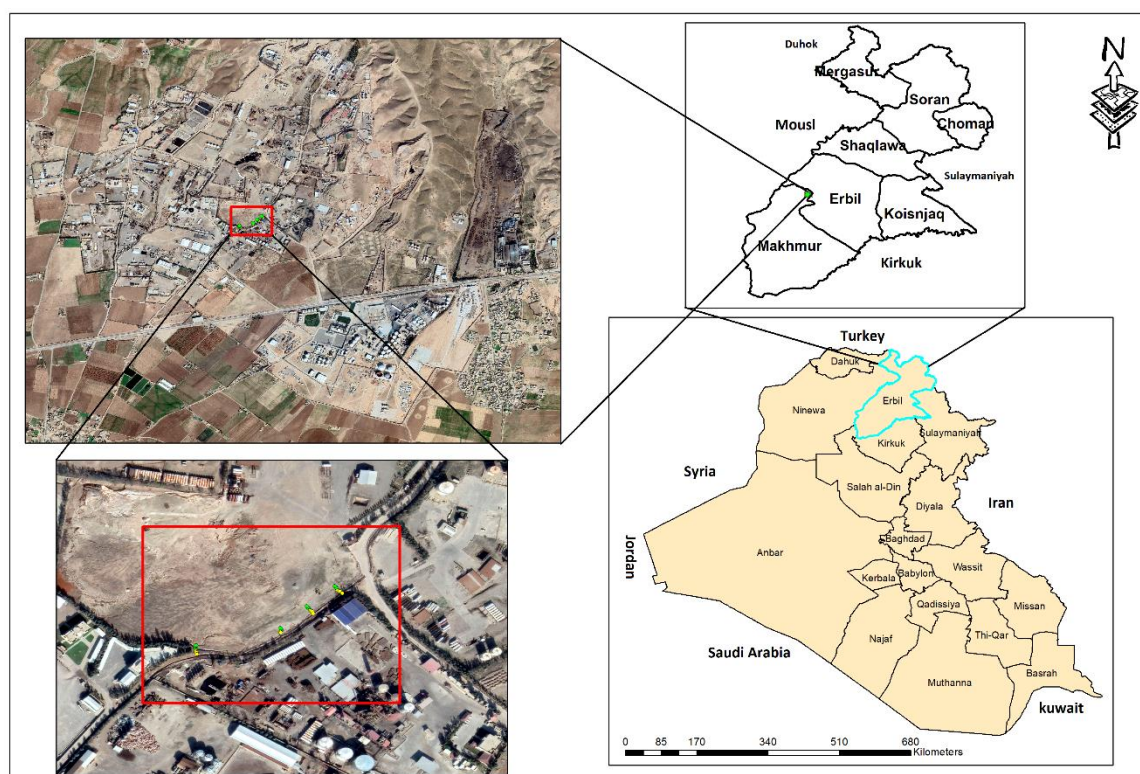 N
Duhok
Mergasur
Soran
Mousl
Choman
Shaqlawa
Sulaymaniyah
Erbil
Koisnjaq
Makhmur
Kirkuk
Turkey
Dahuk
Ninewa
Erbil
Sulaymaniyah
Kirkuk
Syria
Salah al-Din
Iran
Diyala
Baghdad
Jordan
Anbar
Wassit
Kerbala
Babylon
Qadissiya
Missan
Najaf
Thi-Qar
Saudi Arabia
Basrah
Muthanna
kuwait
0 85 170 340 510 680
Kilometers